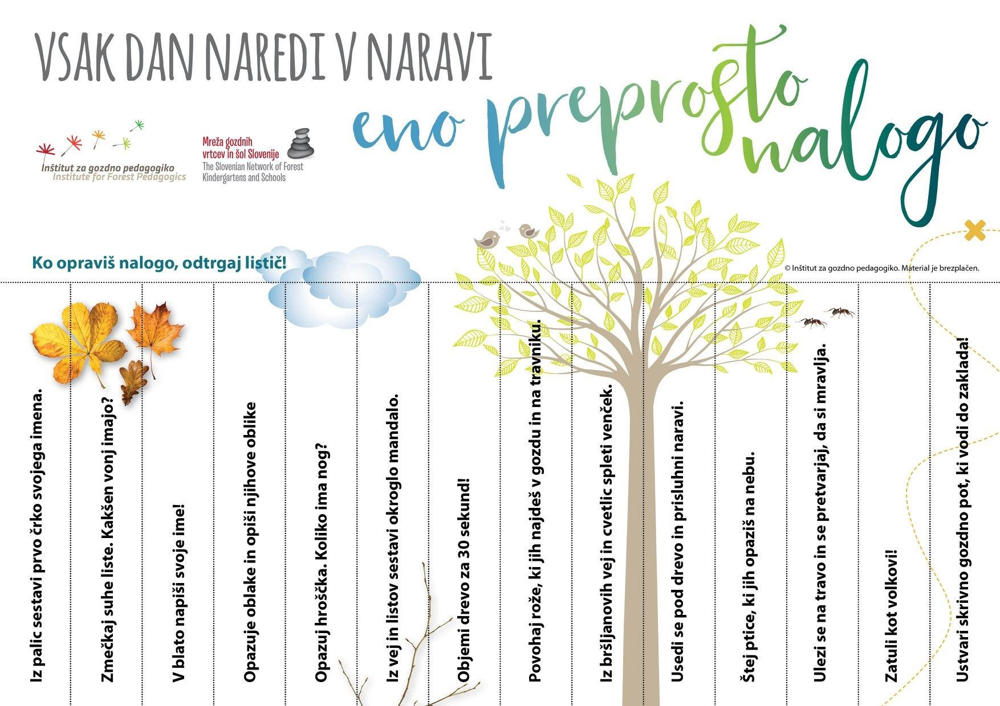 VSAK DAN NAREDI V NARAVI
eno preprosto
nalogo
Inštitut za gozdno pedagogiko
Institute for Forest Pedagogics
Mreža gozdnih
vrtcev in šol Slovenije
The Slovenian Network of Forest
Kindergartens and Schools
Ko opraviš nalogo, odtrgaj listič!
© Inštitut za gozdno pedagogiko. Material je brezplačen.
Iz palic sestavi prvo črko svojega imena.
Zmečkaj suhe liste. Kakšen vonj imajo?
V blato napiši svoje ime!
Opazuje oblake in opiši njihove oblike
Opazuj hroščka. Koliko ima nog?
Iz vej in listov sestavi okroglo mandalo.
Objemi drevo za 30 sekund!
Povohaj rože, ki jih najdeš v gozdu in na travniku.
Iz bršljanovih vej in cvetlic spleti venček.
Usedi se pod drevo in prisluhni naravi.
Štej ptice, ki jih opaziš na nebu.
Ulezi se na travo in se pretvarjaj, da si mravlja.
Zatuli kot volkovi!
Ustvari skrivno gozdno pot, ki vodi do zaklada!